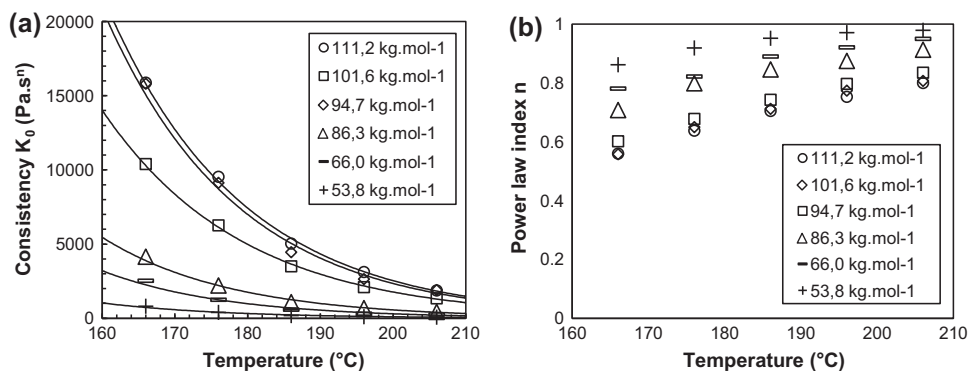 (a)
20000
15000
10000
5000
0
160 170 180 190 200 210
Consistency K₀ (Pa.sⁿ)
Temperature (°C)
111,2 kg.mol-1
101,6 kg.mol-1
94,7 kg.mol-1
86,3 kg.mol-1
66,0 kg.mol-1
53,8 kg.mol-1
(b)
1
0.8
0.6
0.4
0.2
0
160 170 180 190 200 210
Power law index n
Temperature (°C)
111,2 kg.mol-1
101,6 kg.mol-1
94,7 kg.mol-1
86,3 kg.mol-1
66,0 kg.mol-1
53,8 kg.mol-1